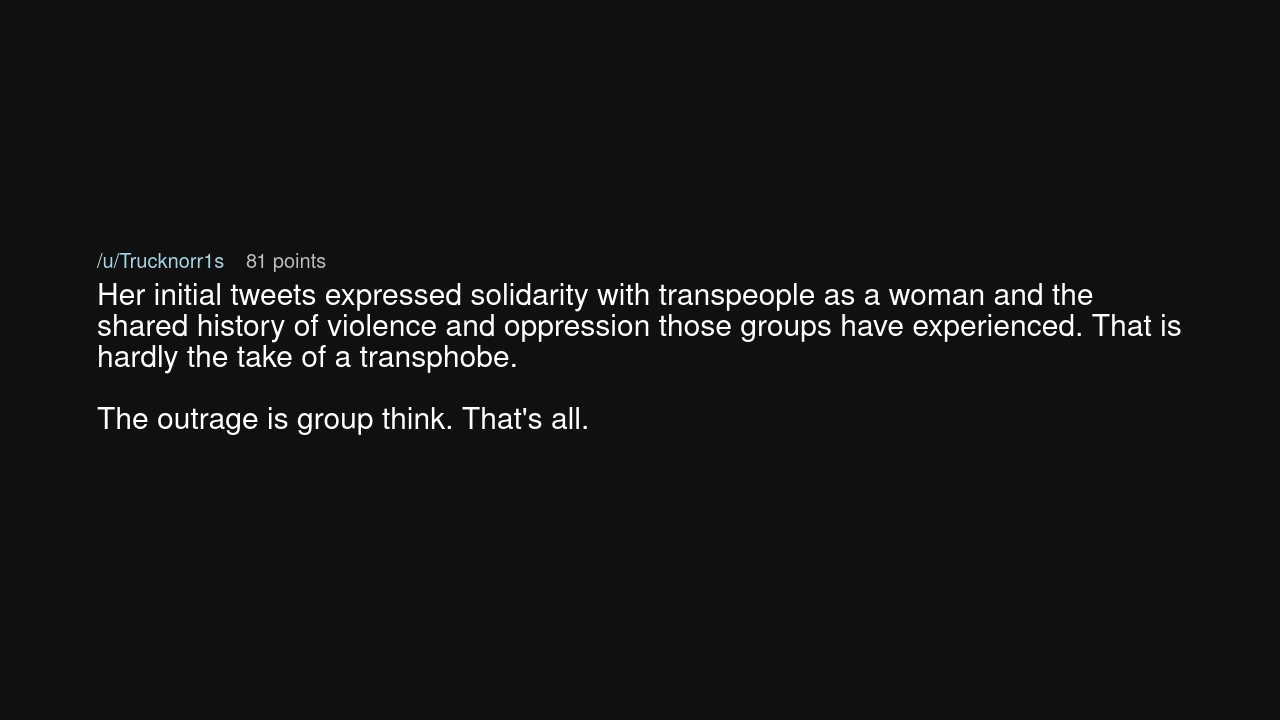 /u/Trucknorr1s 81 points
Her initial tweets expressed solidarity with transpeople as a woman and the
shared history of violence and oppression those groups have experienced. That is
hardly the take of a transphobe.
The outrage is group think. That's all.